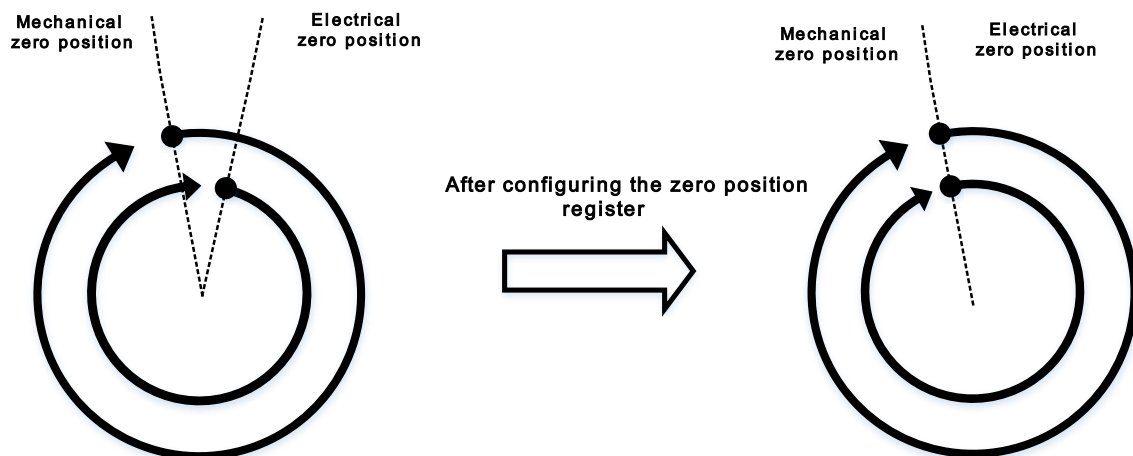 Mechanical
zero position
Electrical
zero position
After configuring the zero position
register
Mechanical
zero position
Electrical
zero position